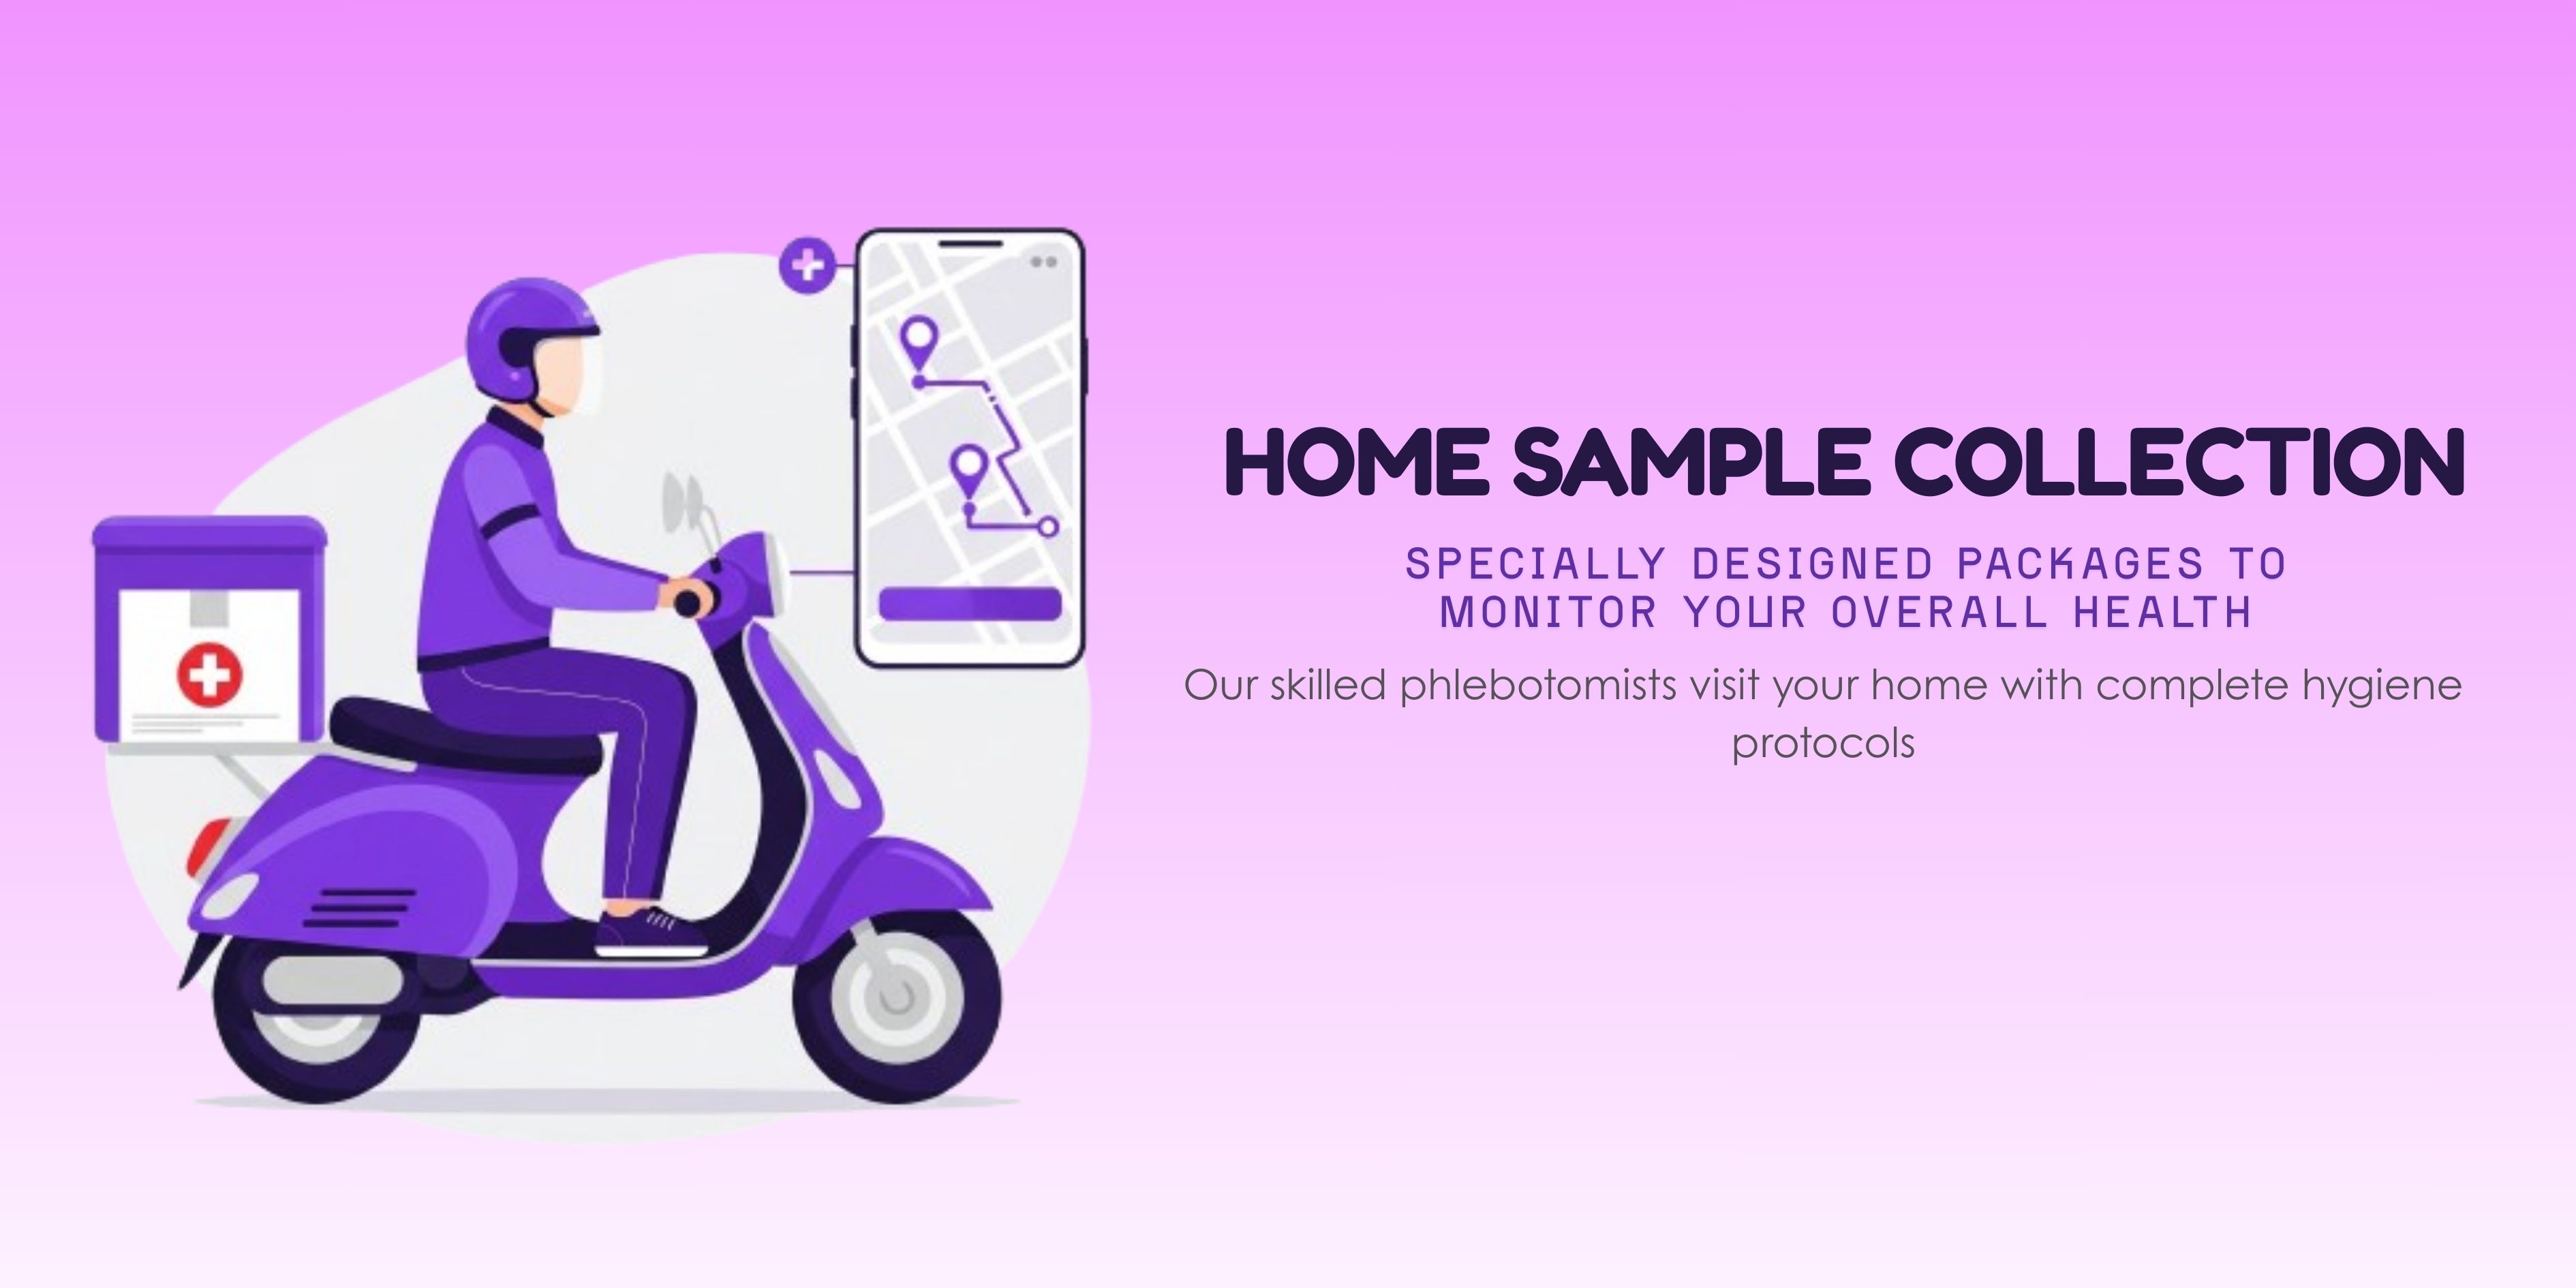 HOME SAMPLE COLLECTION
SPECIALLY DESIGNED PACKAGES TO
MONITOR YOUR OVERALL HEALTH
Our skilled phlebotomists visit your home with complete hygiene
protocols